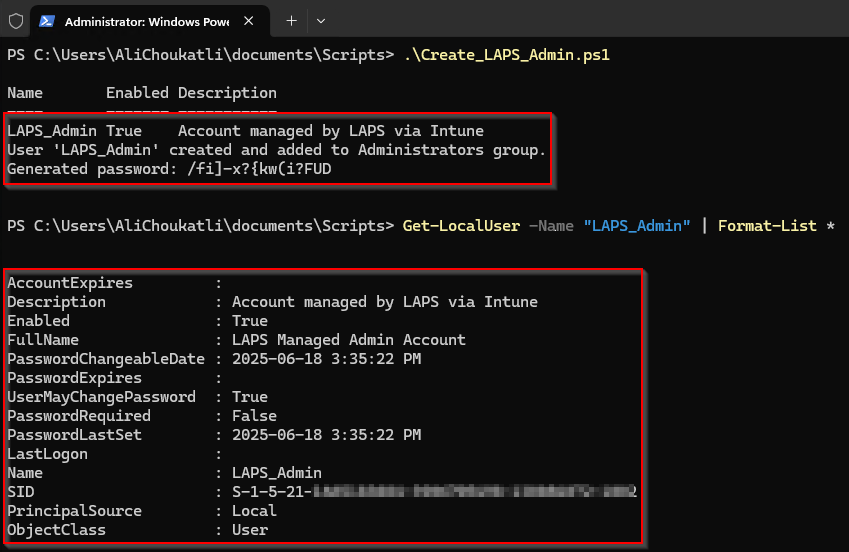 Administrator: Windows Powe
PS C:\Users\AliChoukatli\documents\Scripts> .\Create_LAPS_Admin.ps1
Name       Enabled Description
----       ------- -----------
LAPS_Admin True    Account managed by LAPS via Intune
User 'LAPS_Admin' created and added to Administrators group.
Generated password: /fi]-x?{kw(i?FUD
PS C:\Users\AliChoukatli\documents\Scripts> Get-LocalUser -Name "LAPS_Admin" | Format-List *
AccountExpires         :
Description            : Account managed by LAPS via Intune
Enabled                : True
FullName               : LAPS Managed Admin Account
PasswordChangeableDate : 2025-06-18 3:35:22 PM
PasswordExpires        :
UserMayChangePassword  : True
PasswordRequired       : False
PasswordLastSet        : 2025-06-18 3:35:22 PM
LastLogon              :
Name                   : LAPS_Admin
SID                    : S-1-5-21-
PrincipalSource        : Local
ObjectClass            : User